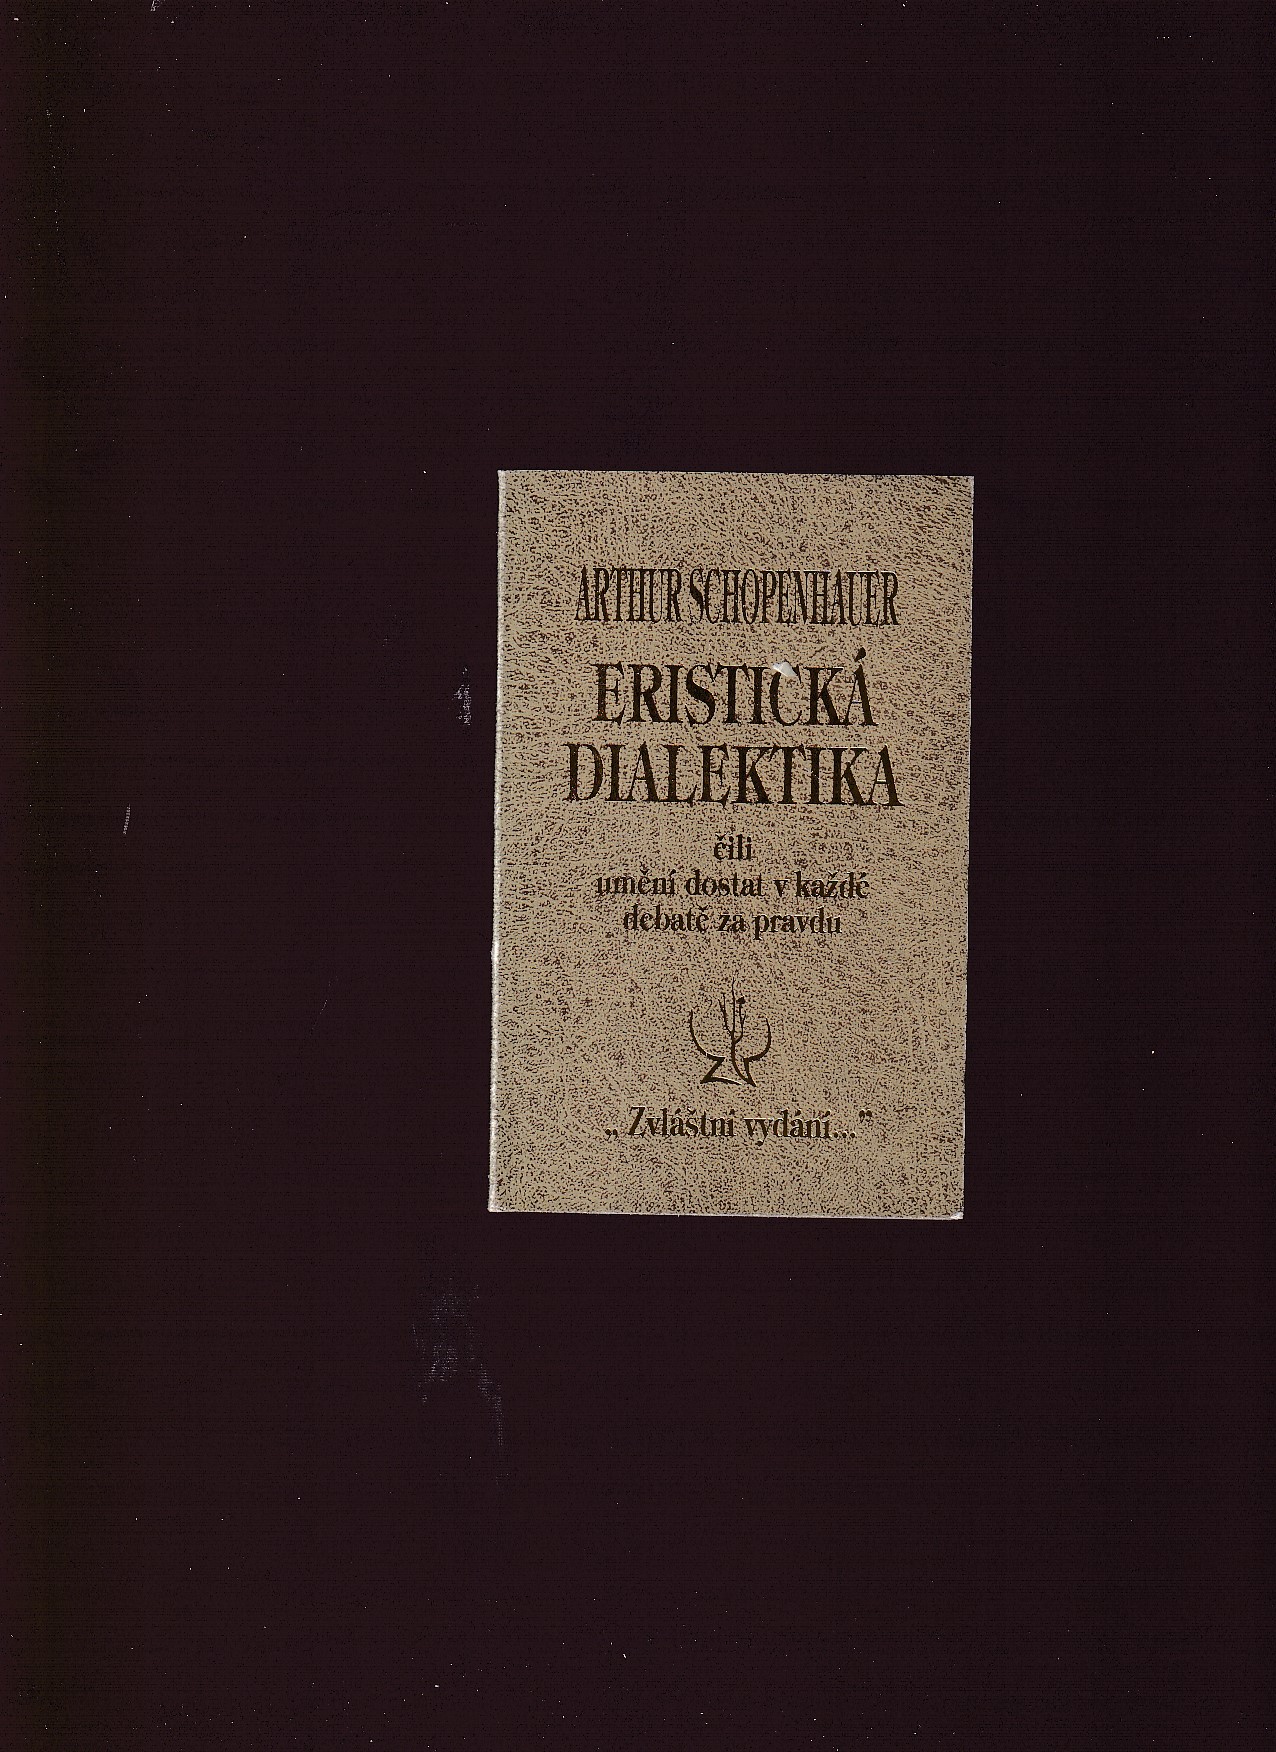 ARTHUR SCHOPENHAUER
ERISTICKÁ
DIALEKTIKA
čili
umění dostat v každé
debatě za pravdu
„Zvláštní vydání...”